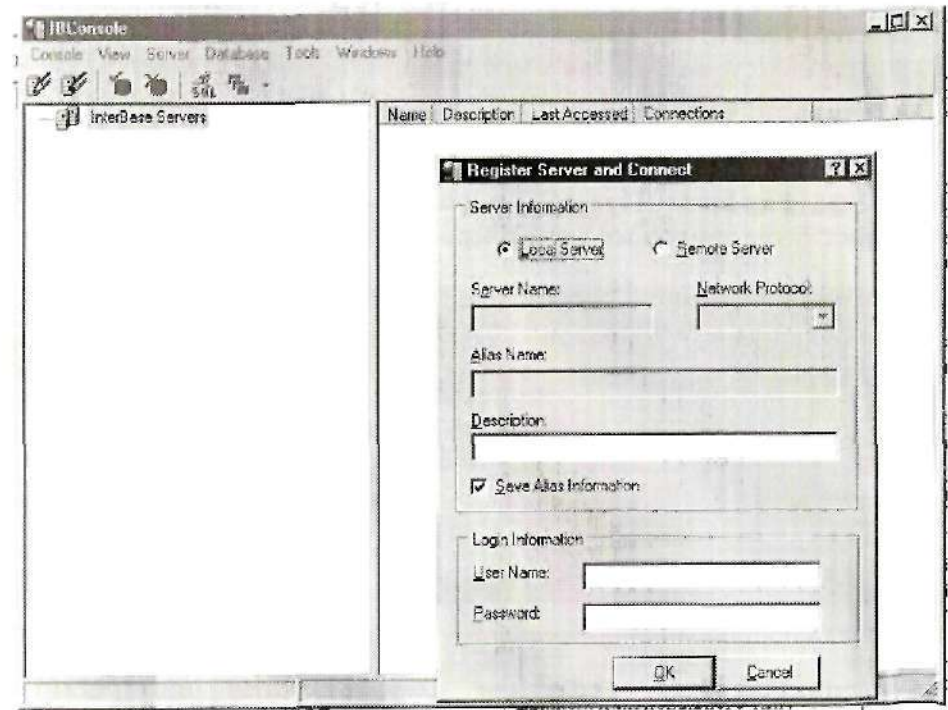 IBConsole
Console View Server Database Tools Windows Help
SQL
InterBase Servers
Name Description Last Accessed Connections
Register Server and Connect
Server Information
Local Server Remote Server
Server Name: Network Protocol:
Alias Name:
Description:
Save Alias Information
Login Information
User Name:
Password:
OK Cancel